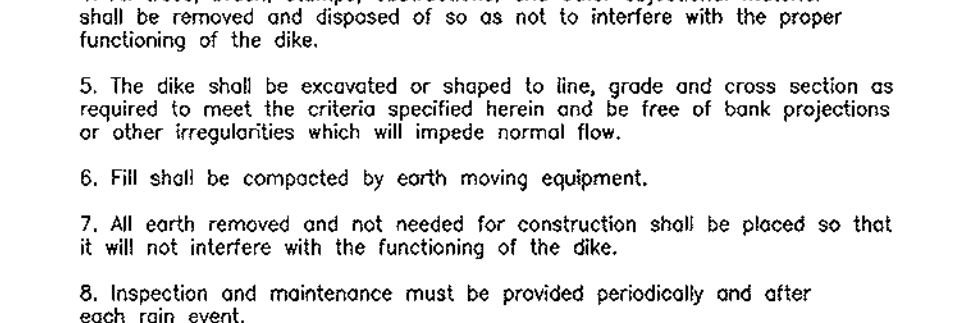 shall be removed and disposed of so as not to interfere with the proper
functioning of the dike.
5. The dike shall be excavated or shaped to line, grade and cross section as
required to meet the criteria specified herein and be free of bank projections
or other irregularities which will impede normal flow.
6. Fill shall be compacted by earth moving equipment.
7. All earth removed and not needed for construction shall be placed so that
it will not interfere with the functioning of the dike.
8. Inspection and maintenance must be provided periodically and after
each rain event.